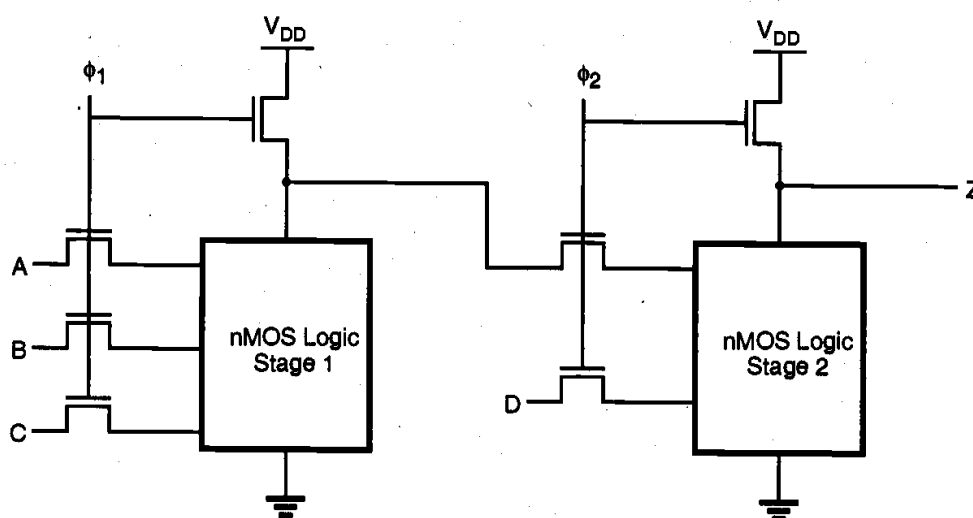 V_DD
V_DD
ϕ₁
ϕ₂
Z
A
nMOS Logic
Stage 1
B
nMOS Logic
Stage 2
C
D